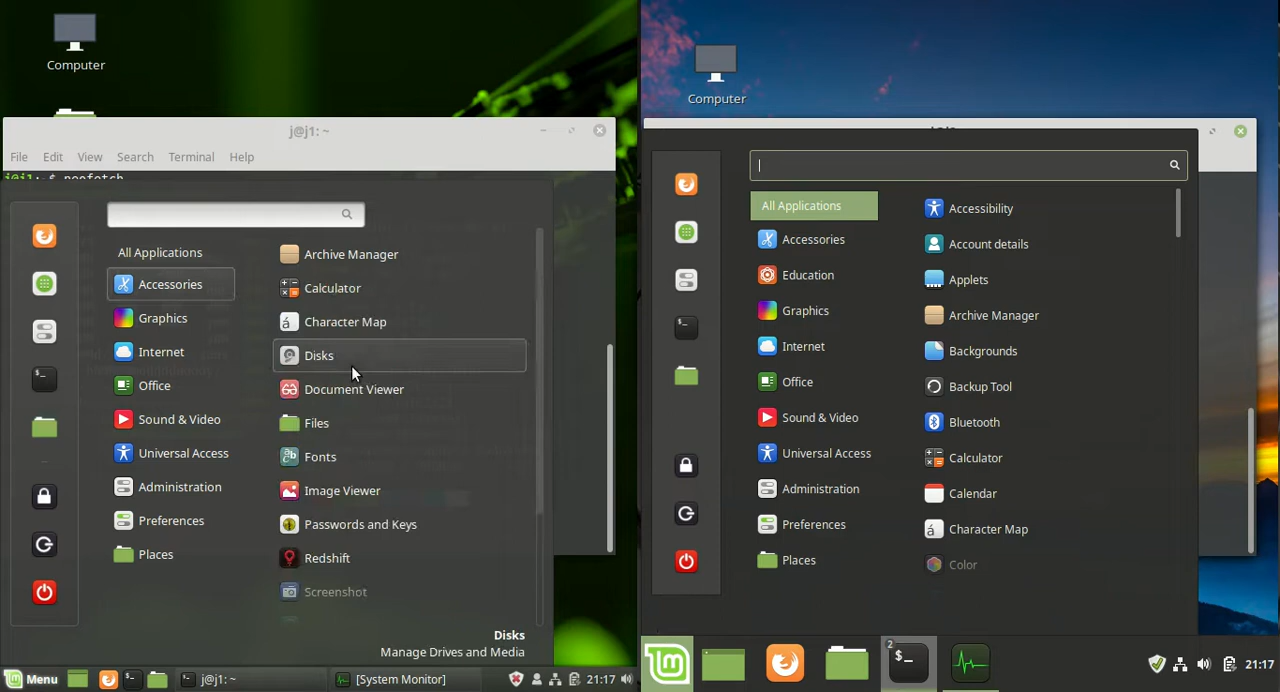 Computer
j@j1: ~
File Edit View Search Terminal Help
j@j1:~$ neofetch
All Applications
Accessories
Graphics
Internet
Office
Sound & Video
Universal Access
Administration
Preferences
Places
Archive Manager
Calculator
Character Map
Disks
Document Viewer
Files
Fonts
Image Viewer
Passwords and Keys
Redshift
Screenshot
Disks
Manage Drives and Media
Menu
j@j1: ~
[System Monitor]
21:17
Computer
All Applications
Accessories
Education
Graphics
Internet
Office
Sound & Video
Universal Access
Administration
Preferences
Places
Accessibility
Account details
Applets
Archive Manager
Backgrounds
Backup Tool
Bluetooth
Calculator
Calendar
Character Map
Color
2
21:17